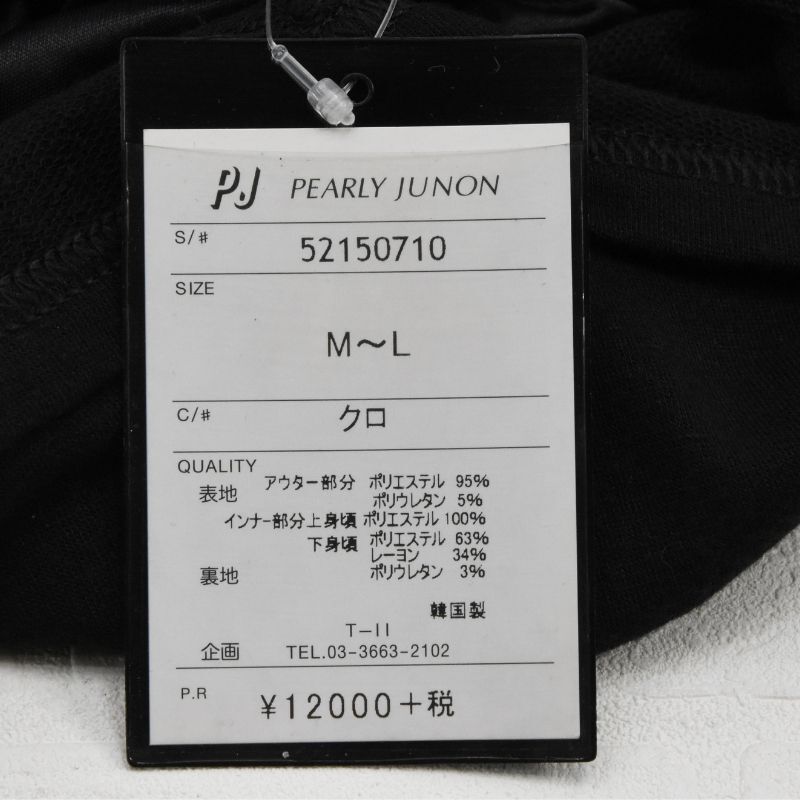 PJ PEARLY JUNON
S/# 52150710
SIZE
M〜L
C/# クロ
QUALITY
表地 アウター部分 ポリエステル 95%
ポリウレタン 5%
インナー部分上身頃 ポリエステル 100%
下身頃 ポリエステル 63%
レーヨン 34%
裏地 ポリウレタン 3%
韓国製
T-II
企画 TEL.03-3663-2102
P.R ¥12000+税